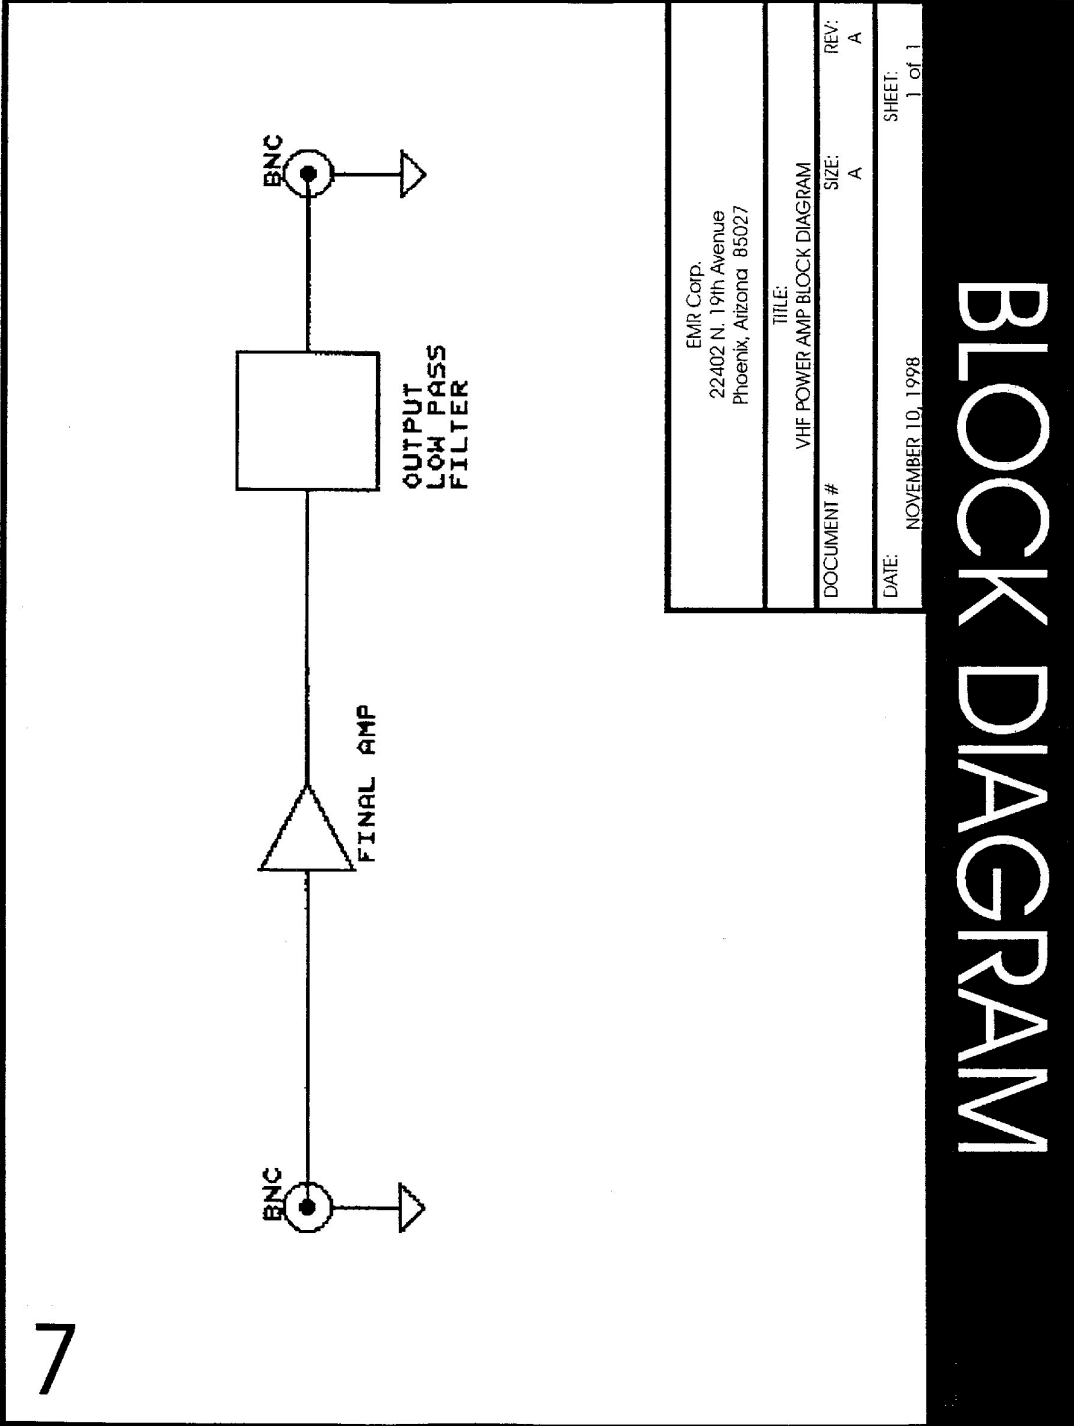 7
BNC
FINAL AMP
OUTPUT
LOW PASS
FILTER
BNC
EMR Corp.
22402 N. 19th Avenue
Phoenix, Arizona 85027
TITLE:
VHF POWER AMP BLOCK DIAGRAM
DOCUMENT # SIZE: REV:
A A
DATE: SHEET:
NOVEMBER 10, 1998 1 of 1
BLOCK DIAGRAM